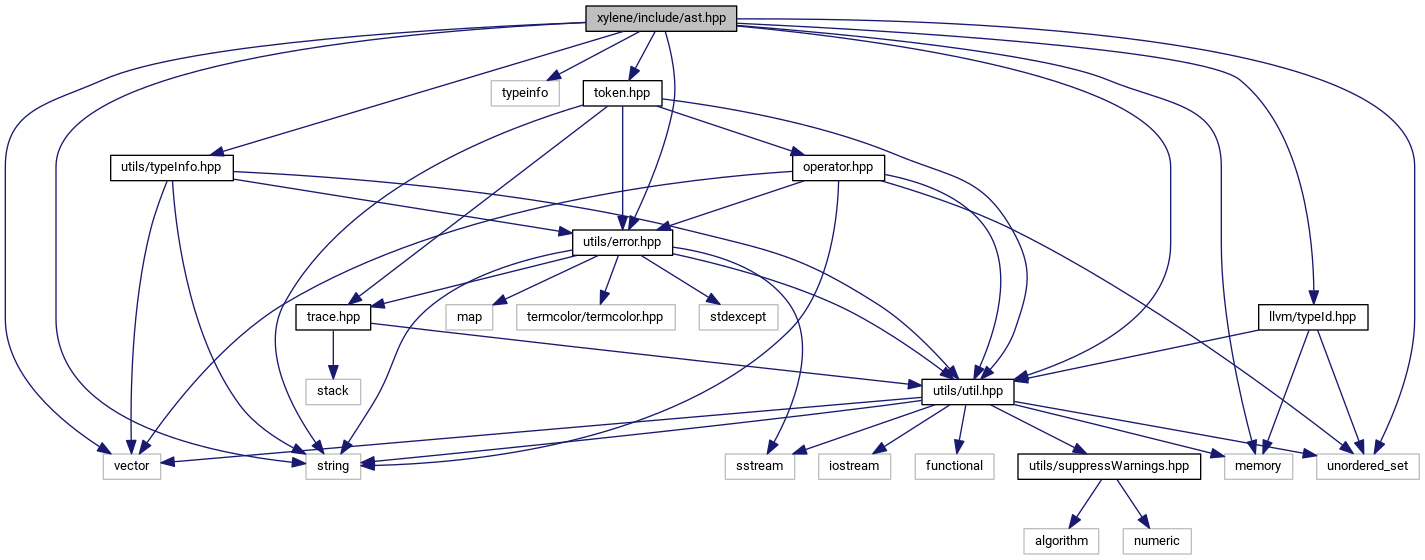 xylene/include/ast.hpp
typeinfo
token.hpp
utils/typeInfo.hpp
operator.hpp
utils/error.hpp
trace.hpp
map
termcolor/termcolor.hpp
stdexcept
llvm/typeId.hpp
stack
utils/util.hpp
vector
string
sstream
iostream
functional
utils/suppressWarnings.hpp
memory
unordered_set
algorithm
numeric